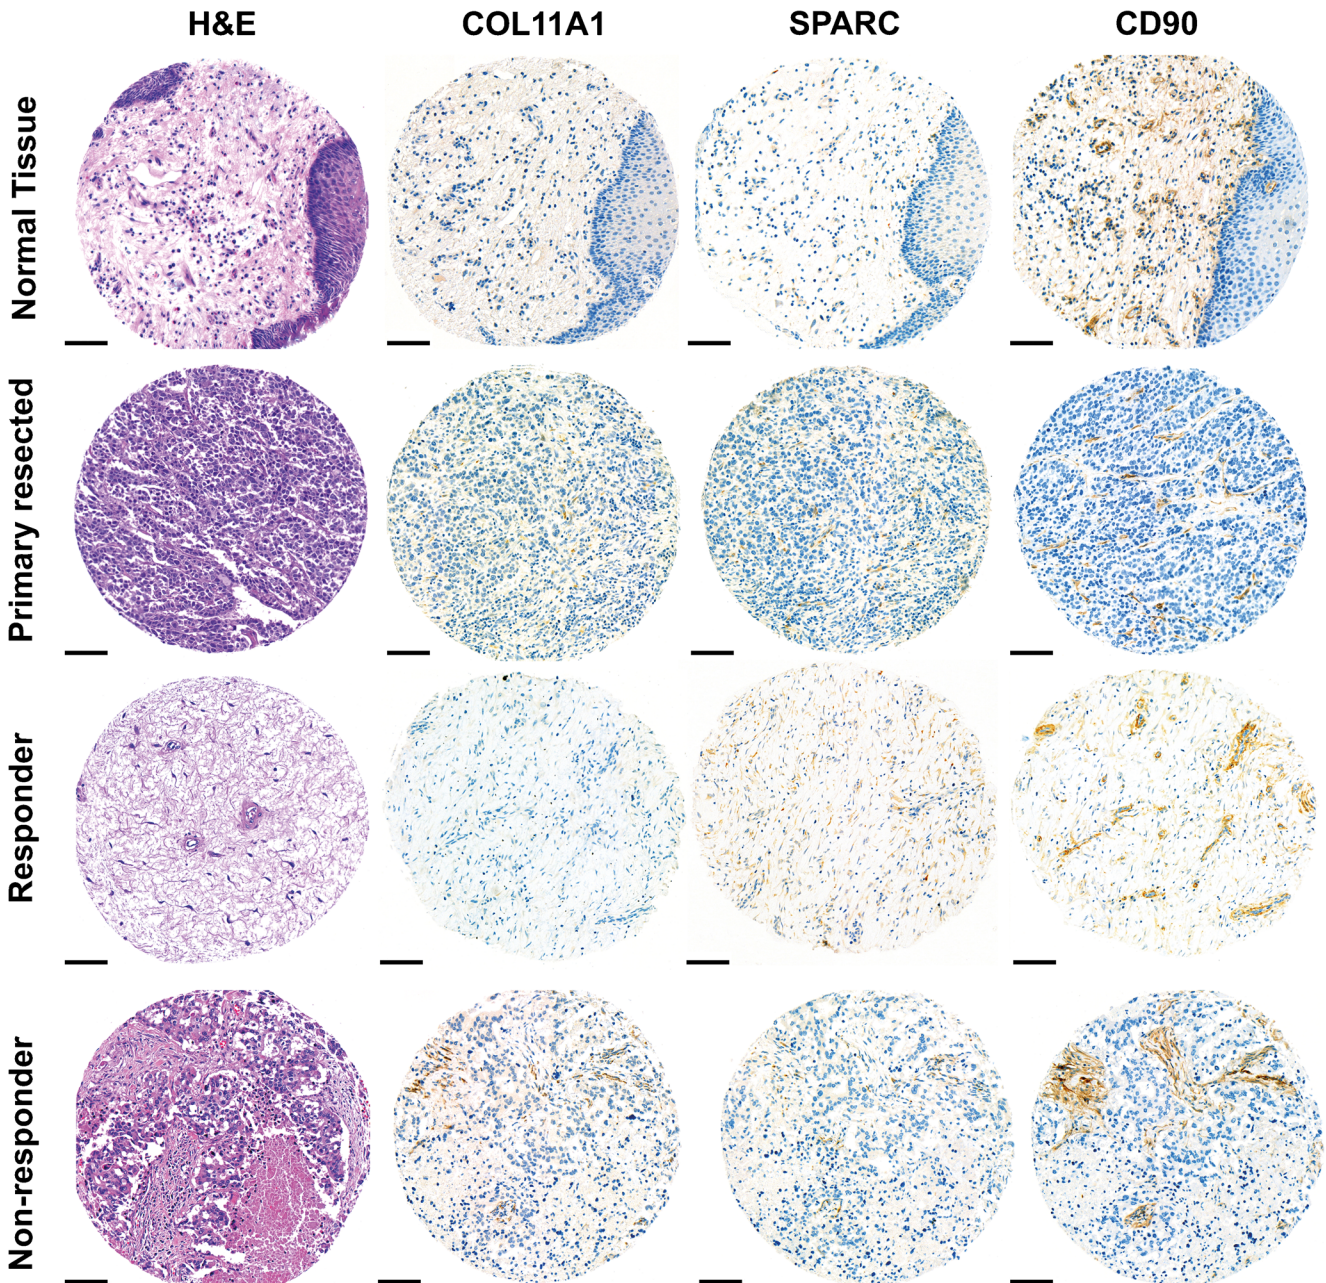 H&E COL11A1 SPARC CD90
Normal Tissue
Primary resected
Responder
Non-responder